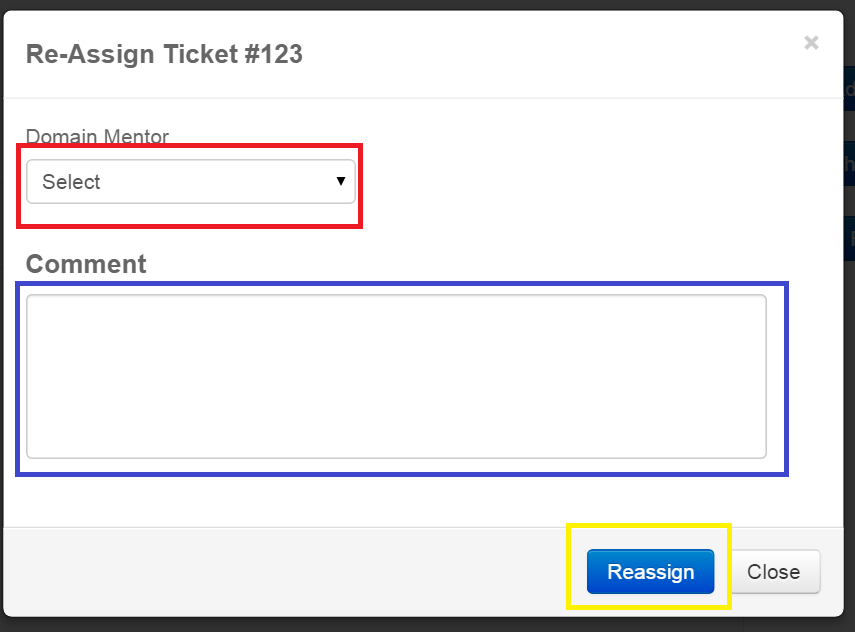 Re-Assign Ticket #123
×
Domain Mentor
Select
Comment
Reassign
Close